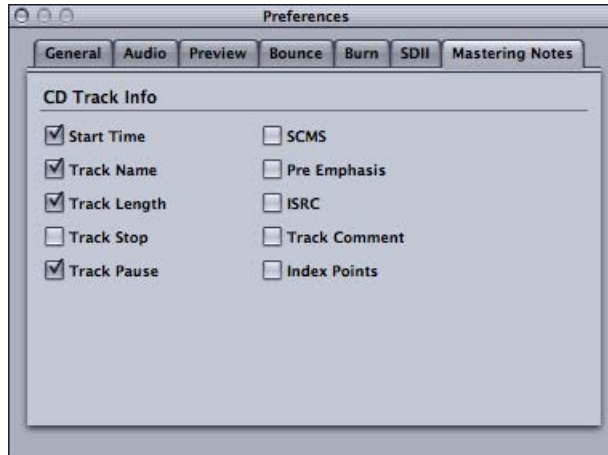 Preferences
General Audio Preview Bounce Burn SDII Mastering Notes
CD Track Info
Start Time SCMS
Track Name Pre Emphasis
Track Length ISRC
Track Stop Track Comment
Track Pause Index Points